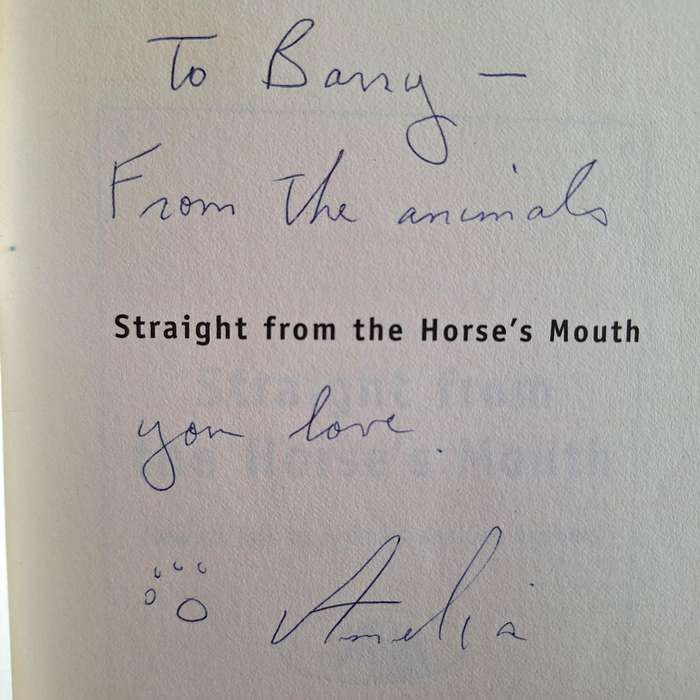 To Barry —
From the animals
Straight from the Horse's Mouth
you love.
Amelia